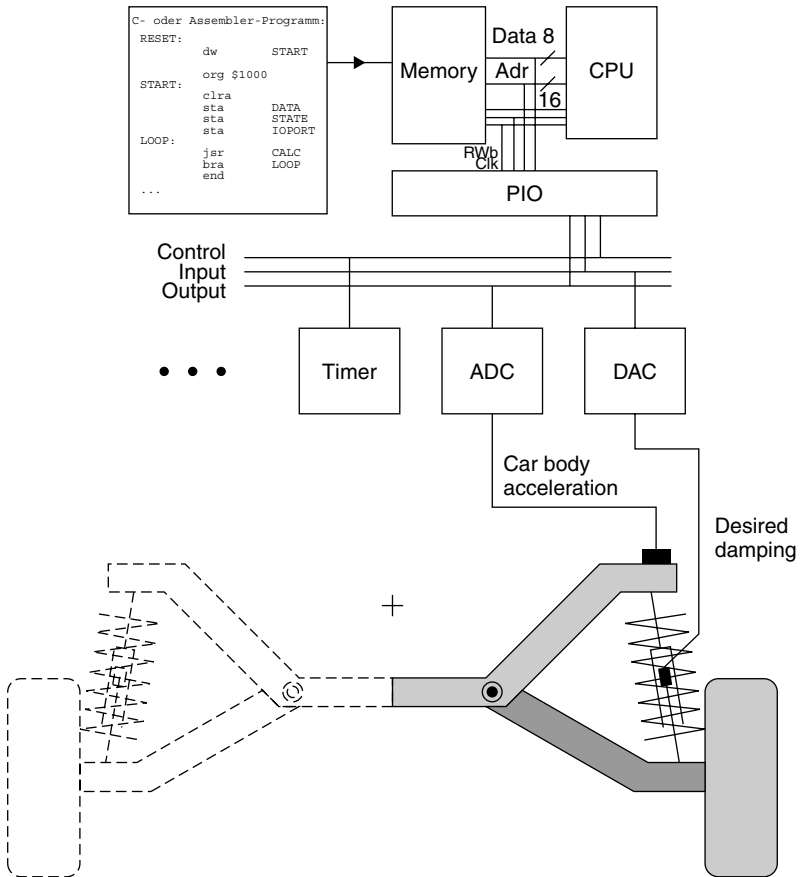 C- oder Assembler-Programm:
RESET:
dw START
org $1000
START:
clra
sta DATA
sta STATE
sta IOPORT
LOOP:
jsr CALC
bra LOOP
end
...
Memory
Data 8
Adr
16
CPU
RWb
Clk
PIO
Control
Input
Output
Timer
ADC
DAC
Car body
acceleration
Desired
damping